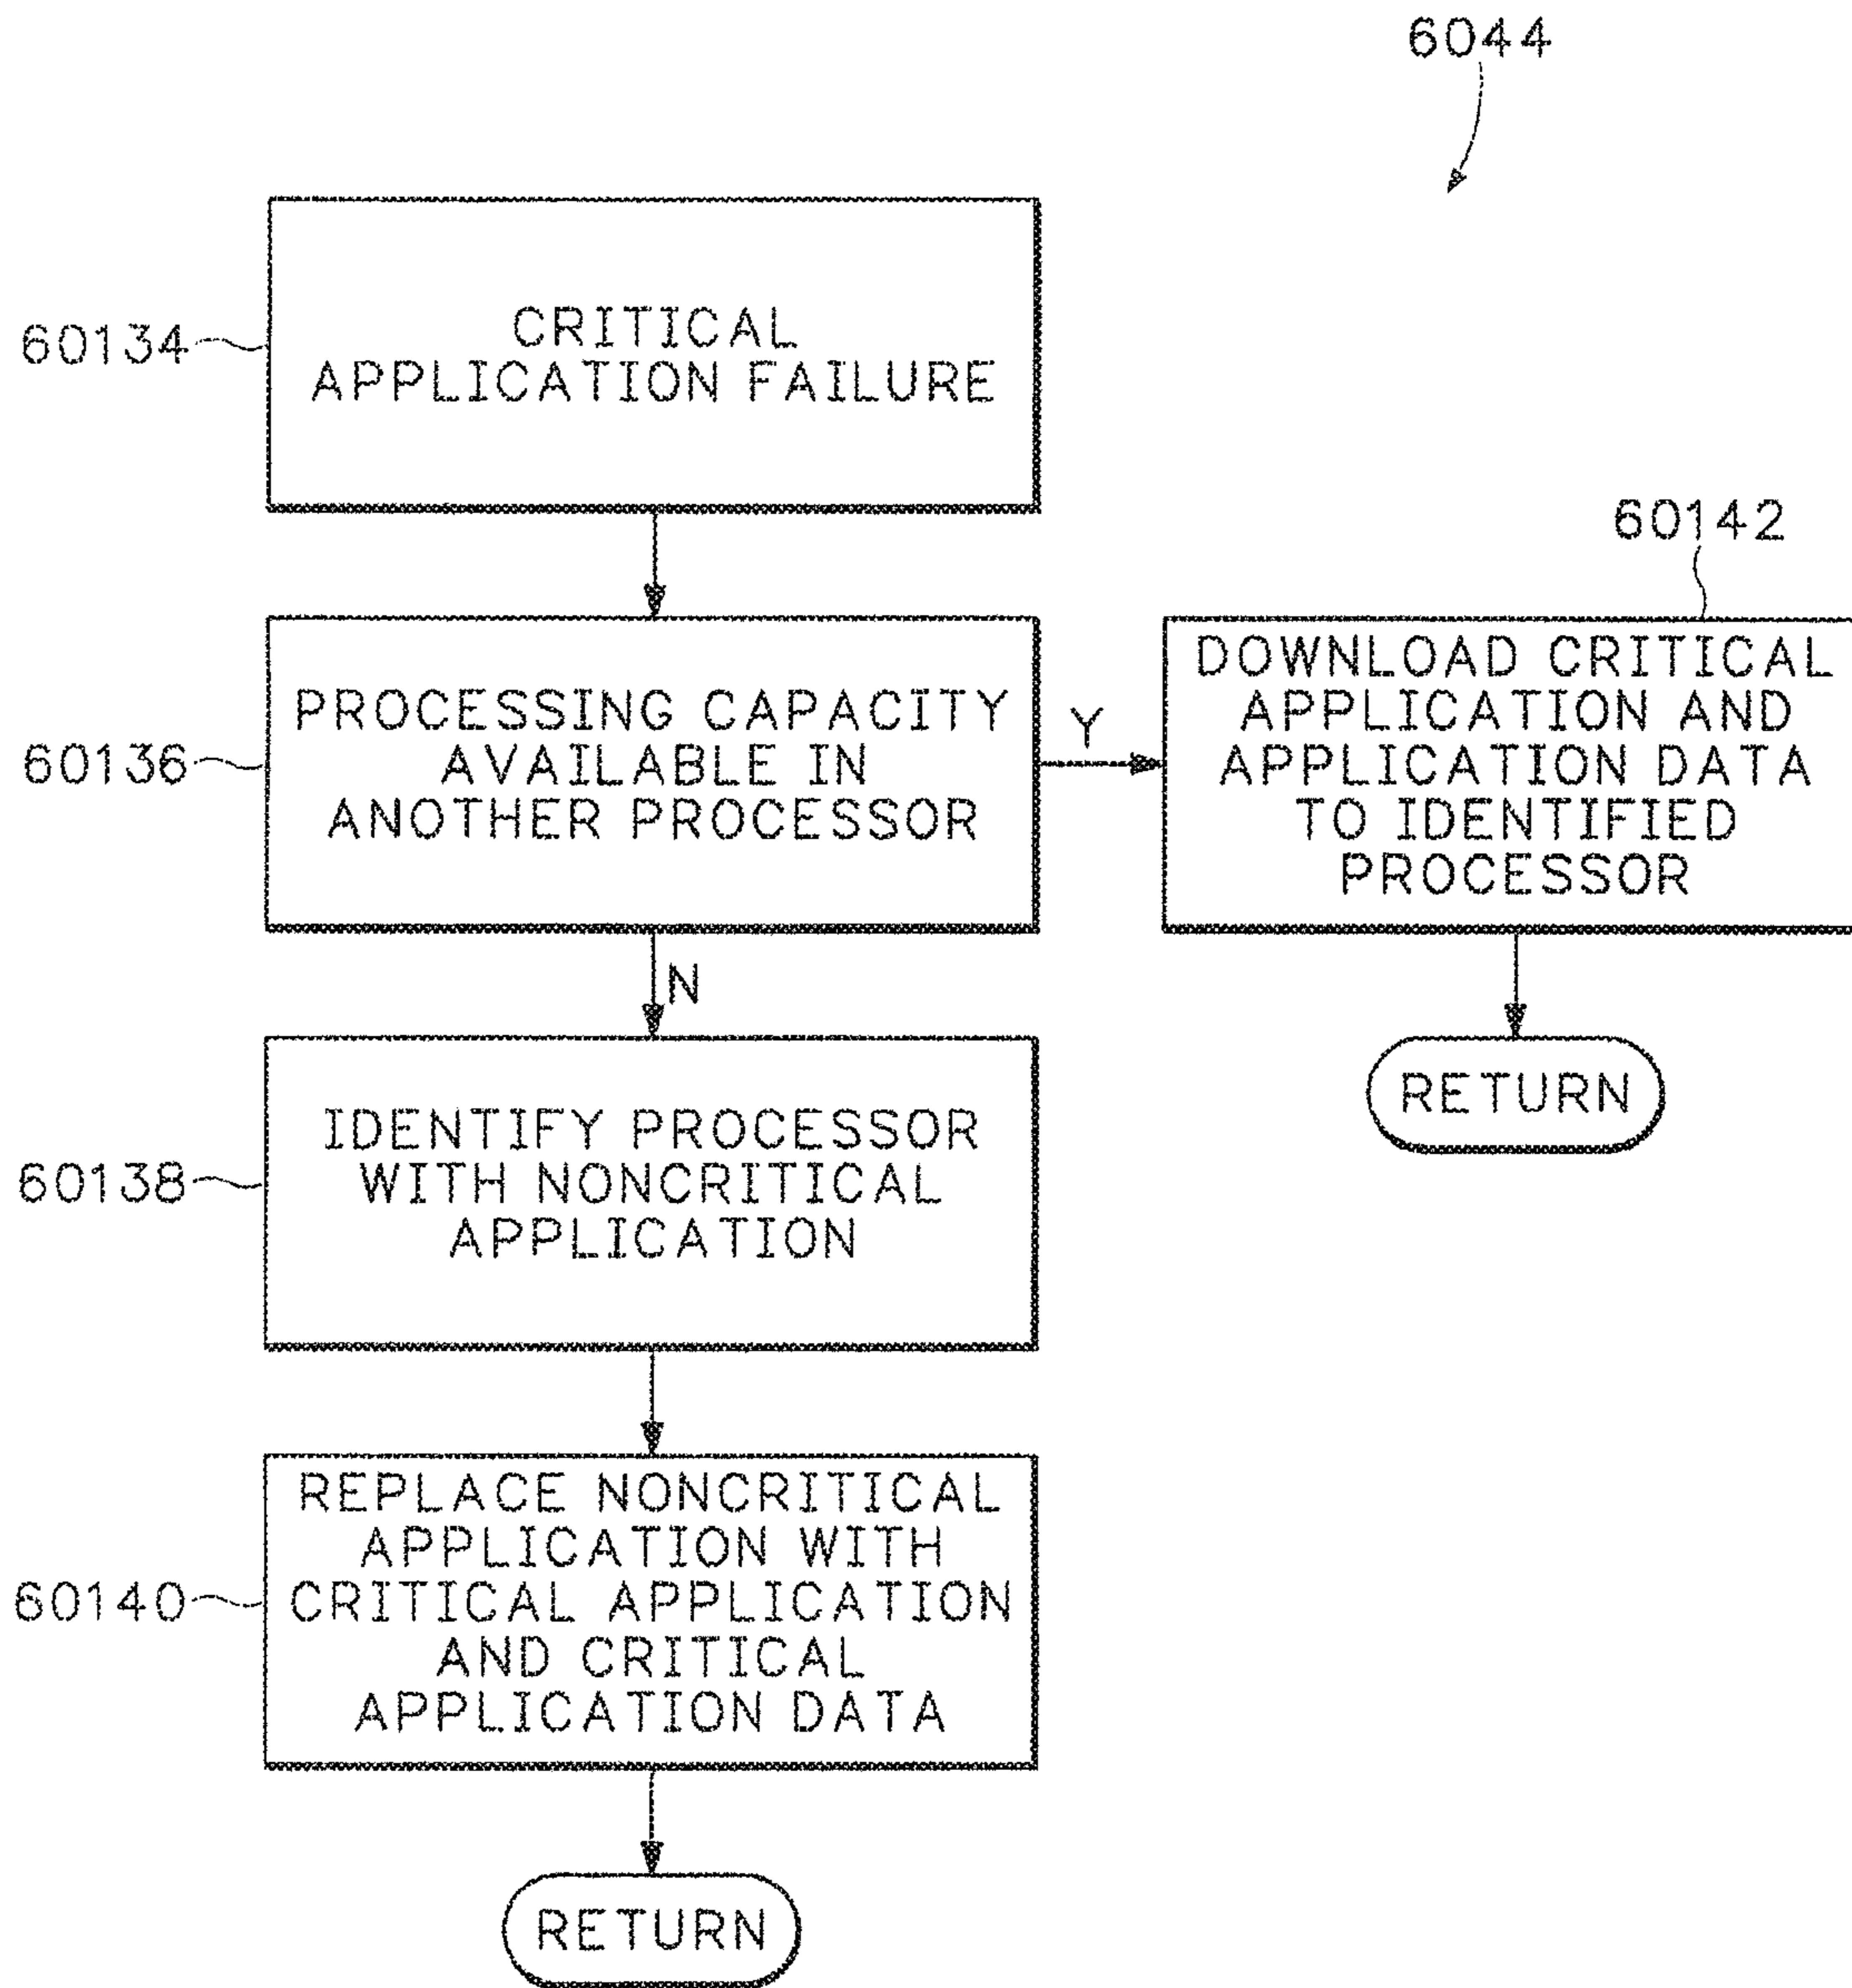 6044
60134
CRITICAL
APPLICATION FAILURE
60136
PROCESSING CAPACITY
AVAILABLE IN
ANOTHER PROCESSOR
Y
60142
DOWNLOAD CRITICAL
APPLICATION AND
APPLICATION DATA
TO IDENTIFIED
PROCESSOR
RETURN
N
60138
IDENTIFY PROCESSOR
WITH NONCRITICAL
APPLICATION
60140
REPLACE NONCRITICAL
APPLICATION WITH
CRITICAL APPLICATION
AND CRITICAL
APPLICATION DATA
RETURN